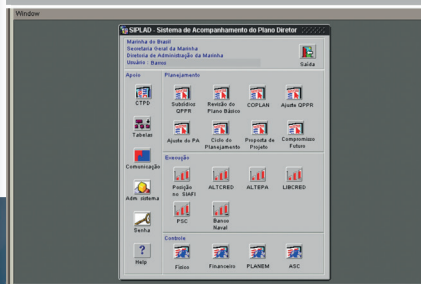 Window
SIPLAD - Sistema de Acompanhamento do Plano Diretor
Marinha do Brasil
Secretaria Geral da Marinha
Diretoria de Administração da Marinha
Usuário : Banco
Saída
Apoio
Planejamento
CTPD
Subsídios QPPR
Revisão do Plano Básico
COPLAN
Ajuste QPPR
Tabelas
Ajuste do PA
Ciclo do Planejamento
Proposta de Projeto
Compromisso Futuro
Execução
Comunicação
Posição no SIAFI
ALTCRED
ALTEPA
LIBCRED
Adm. sistema
PSC
Banco Naval
Senha
Controle
Help
Físico
Financeiro
PLANEM
ASC